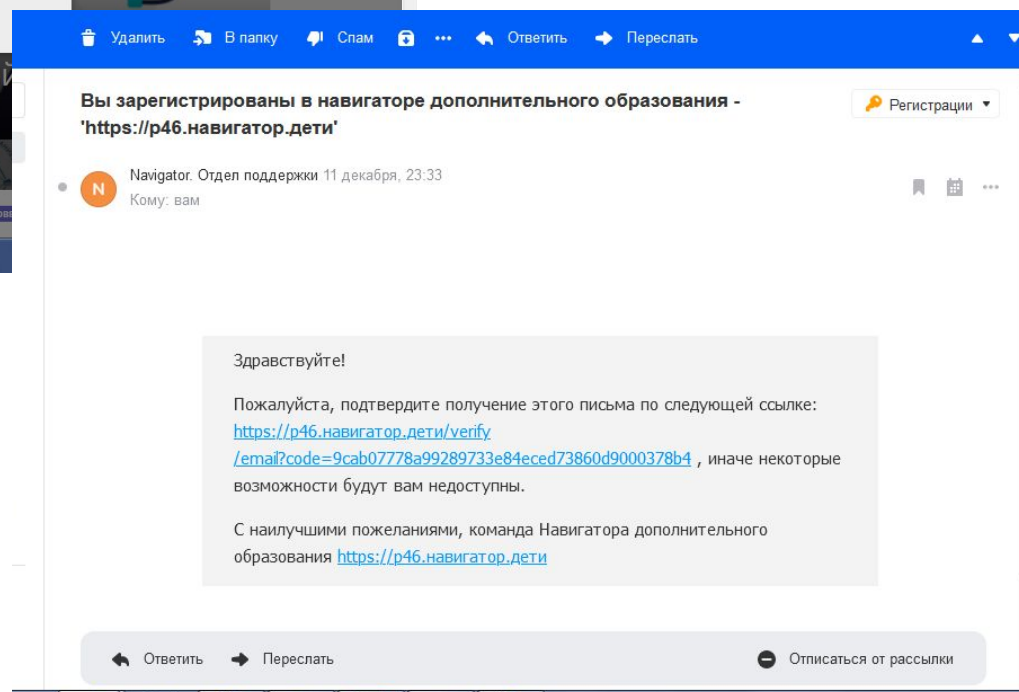 Удалить В папку Спам Ответить Переслать
Вы зарегистрированы в навигаторе дополнительного образования -
'https://р46.навигатор.дети'
Регистрации
Navigator. Отдел поддержки 11 декабря, 23:33
N
Кому: вам
Здравствуйте!
Пожалуйста, подтвердите получение этого письма по следующей ссылке:
https://р46.навигатор.дети/verify
/email?code=9cab07778a99289733e84eced73860d9000378b4 , иначе некоторые
возможности будут вам недоступны.
С наилучшими пожеланиями, команда Навигатора дополнительного
образования https://р46.навигатор.дети
Ответить Переслать Отписаться от рассылки